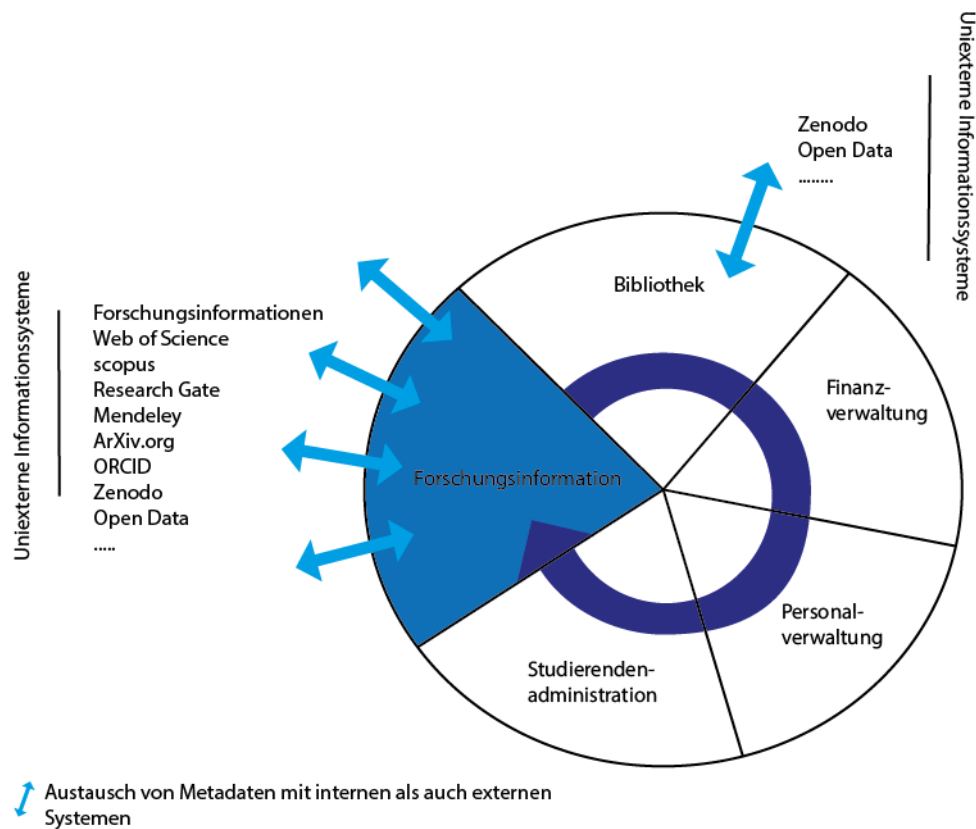 Uniexterne Informationssysteme
Zenodo
Open Data
........
Bibliothek
Uniexterne Informationssysteme
Forschungsinformationen
Web of Science
scopus
Research Gate
Mendeley
ArXiv.org
ORCID
Zenodo
Open Data
.....
Finanz-
verwaltung
Forschungsinformation
Personal-
verwaltung
Studierenden-
administration
Austausch von Metadaten mit internen als auch externen
Systemen